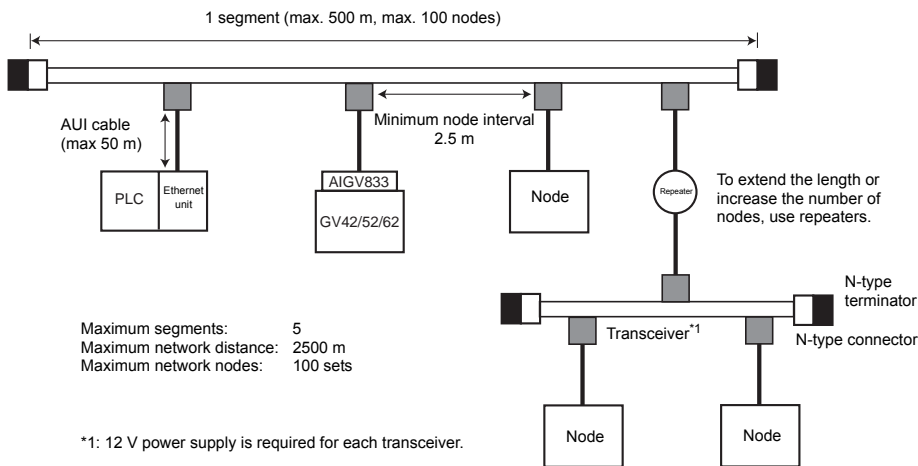 1 segment (max. 500 m, max. 100 nodes)
AUI cable
(max 50 m)
Minimum node interval
2.5 m
PLC
Ethernet
unit
AIGV833
GV42/52/62
Node
Repeater
To extend the length or
increase the number of
nodes, use repeaters.
N-type
terminator
Transceiver*1
N-type connector
Maximum segments: 5
Maximum network distance: 2500 m
Maximum network nodes: 100 sets
Node
Node
*1: 12 V power supply is required for each transceiver.